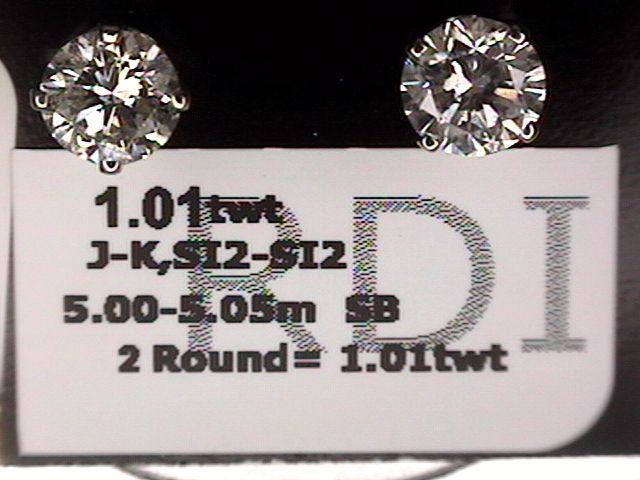 1.01twt
J-K,SI2-SI2
5.00-5.05m SB
2 Round= 1.01twt
RDI